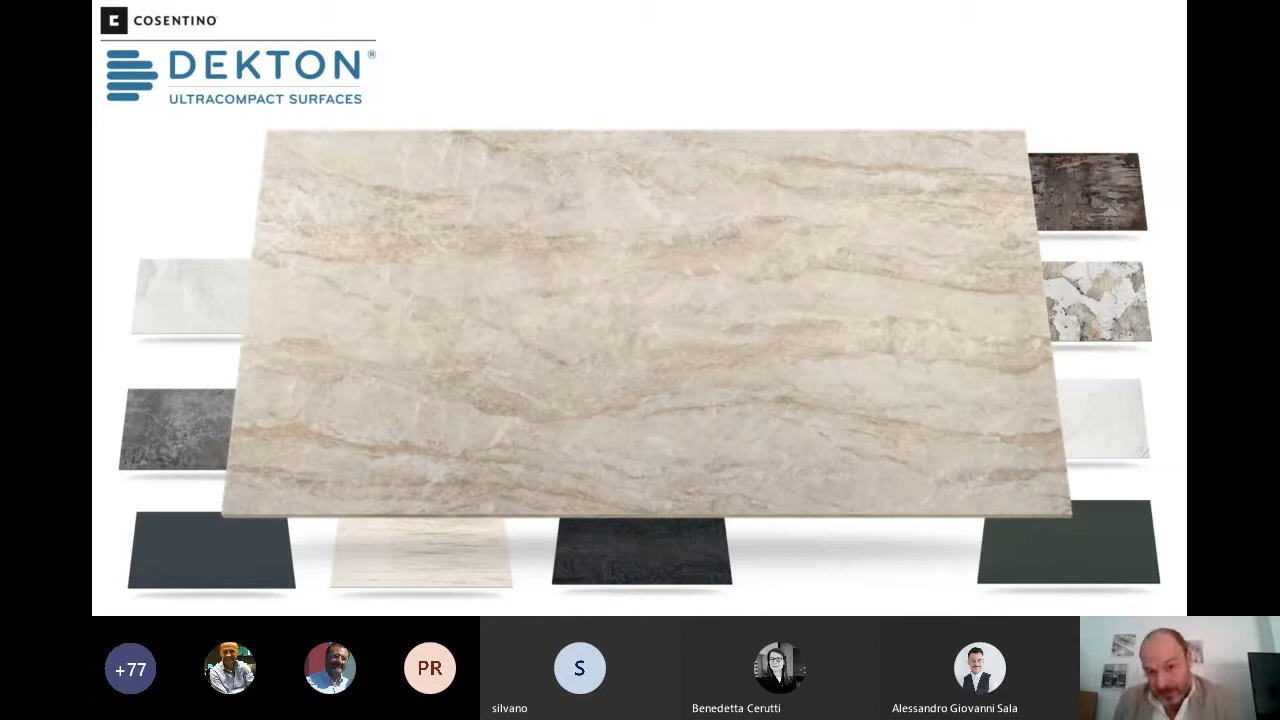 COSENTINO
DEKTON®
ULTRACOMPACT SURFACES
+77
PR
S
silvano
Benedetta Cerutti
Alessandro Giovanni Sala